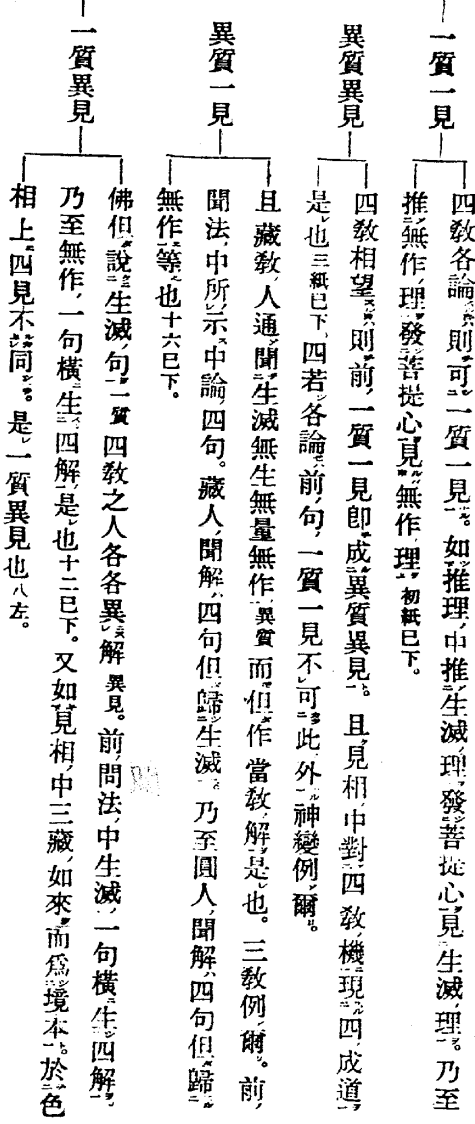 一質一見
四教各論則可一質一見。如推理中推生滅理發菩提心見生滅理。乃至
推無作理發菩提心見無作理初紙已下。
異質異見
四教相望則前一質一見即成異質異見。且見相中對四教機現四成道
是也三紙已下。四若各論前句一質一見不可此外神變例爾。
異質一見
且藏教人通聞生滅無生無量無作異質而但作當教解是也。三教例爾。前
聞法中所示中論四句。藏人聞解四句但歸生滅。乃至圓人聞解四句但歸
無作等也十六已下。
一質異見
佛但說生滅句一質四教之人各各異解異見。前問法中生滅一句橫生四解。
乃至無作一句橫生四解是也十二已下。又如見相中三藏如來而爲境本。於色
相上四見不同。是一質異見也八左。